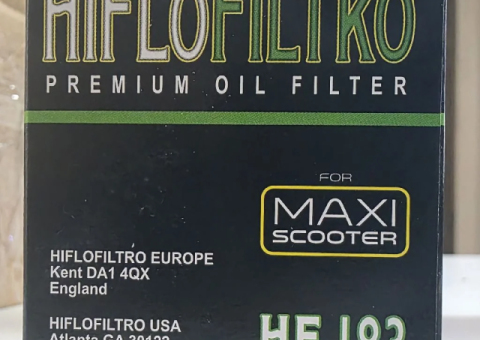 HIFLOFILTRO
PREMIUM OIL FILTER
FOR
MAXI
SCOOTER
HIFLOFILTRO EUROPE
Kent DA1 4QX
England
HIFLOFILTRO USA
Atlanta GA
HF